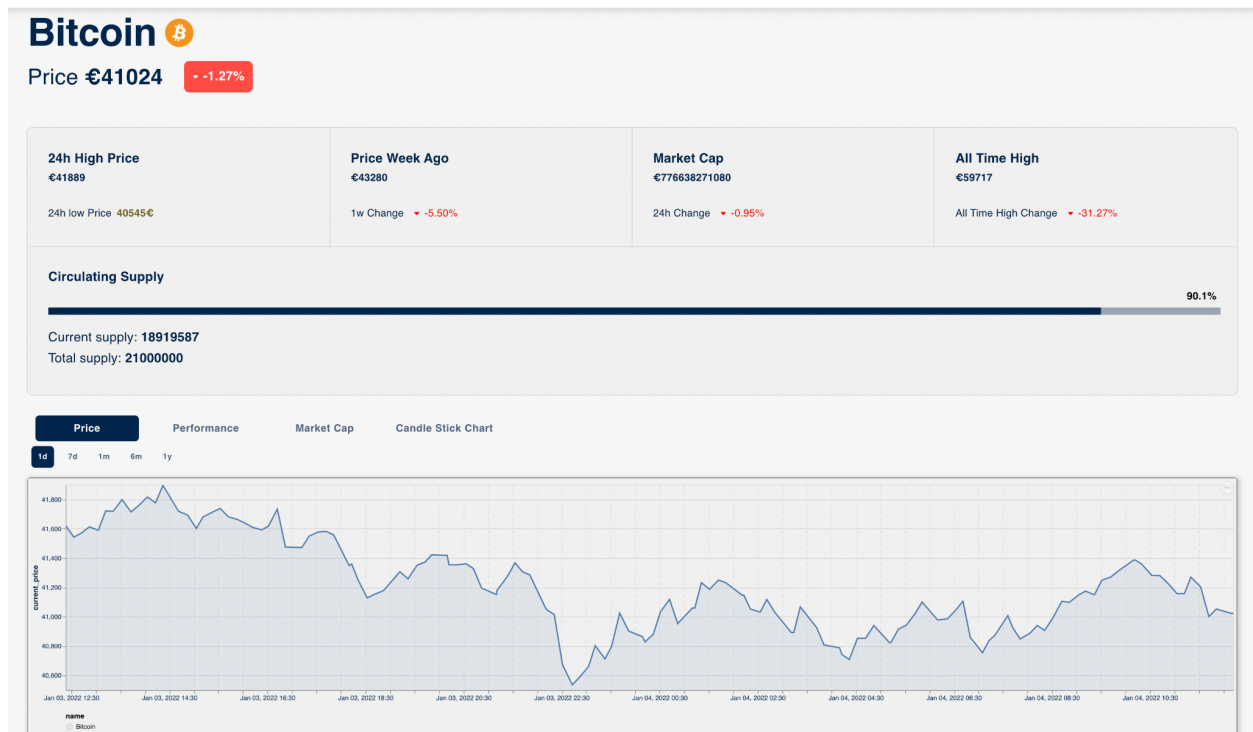 Bitcoin
Price €41024 -1.27%
24h High Price
€41889
24h low Price 40545€
Price Week Ago
€43280
1w Change -5.50%
Market Cap
€776638271080
24h Change -0.95%
All Time High
€59717
All Time High Change -31.27%
Circulating Supply
90.1%
Current supply: 18919587
Total supply: 21000000
Price Performance Market Cap Candle Stick Chart
1d 7d 1m 6m 1y
current_price
41,800
41,600
41,400
41,200
41,000
40,800
40,600
Jan 03, 2022 12:30 Jan 03, 2022 14:30 Jan 03, 2022 16:30 Jan 03, 2022 18:30 Jan 03, 2022 20:30 Jan 03, 2022 22:30 Jan 04, 2022 00:30 Jan 04, 2022 02:30 Jan 04, 2022 04:30 Jan 04, 2022 06:30 Jan 04, 2022 08:30 Jan 04, 2022 10:30
name
Bitcoin